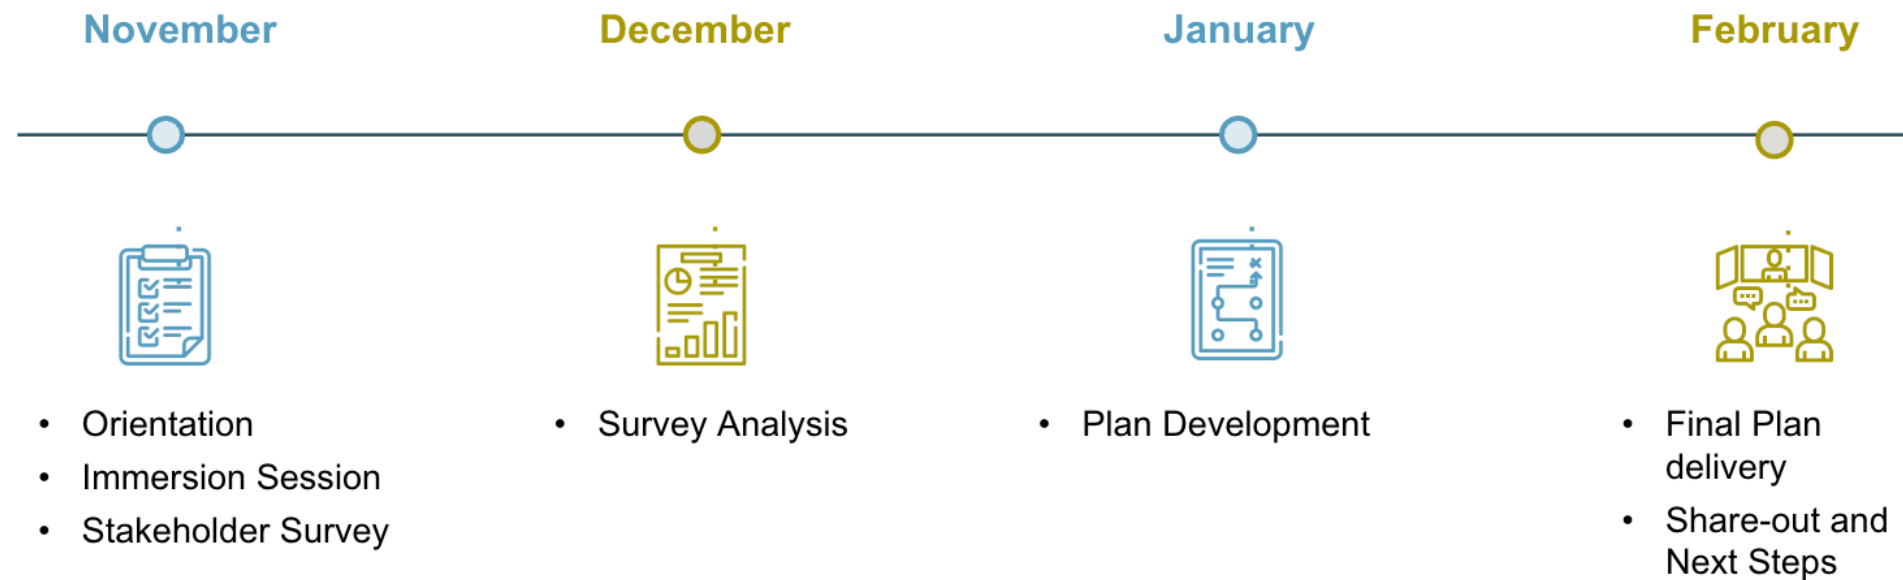 November
December
January
February
• Orientation
• Immersion Session
• Stakeholder Survey
• Survey Analysis
• Plan Development
• Final Plan
delivery
• Share-out and
Next Steps